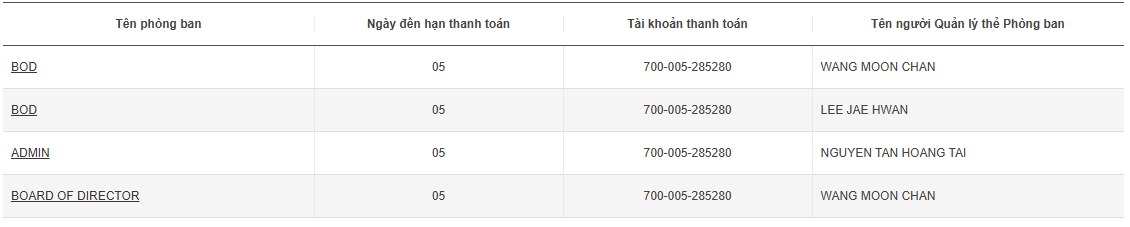 Tên phòng ban Ngày đến hạn thanh toán Tài khoản thanh toán Tên người Quản lý thẻ Phòng ban
BOD 05 700-005-285280 WANG MOON CHAN
BOD 05 700-005-285280 LEE JAE HWAN
ADMIN 05 700-005-285280 NGUYEN TAN HOANG TAI
BOARD OF DIRECTOR 05 700-005-285280 WANG MOON CHAN